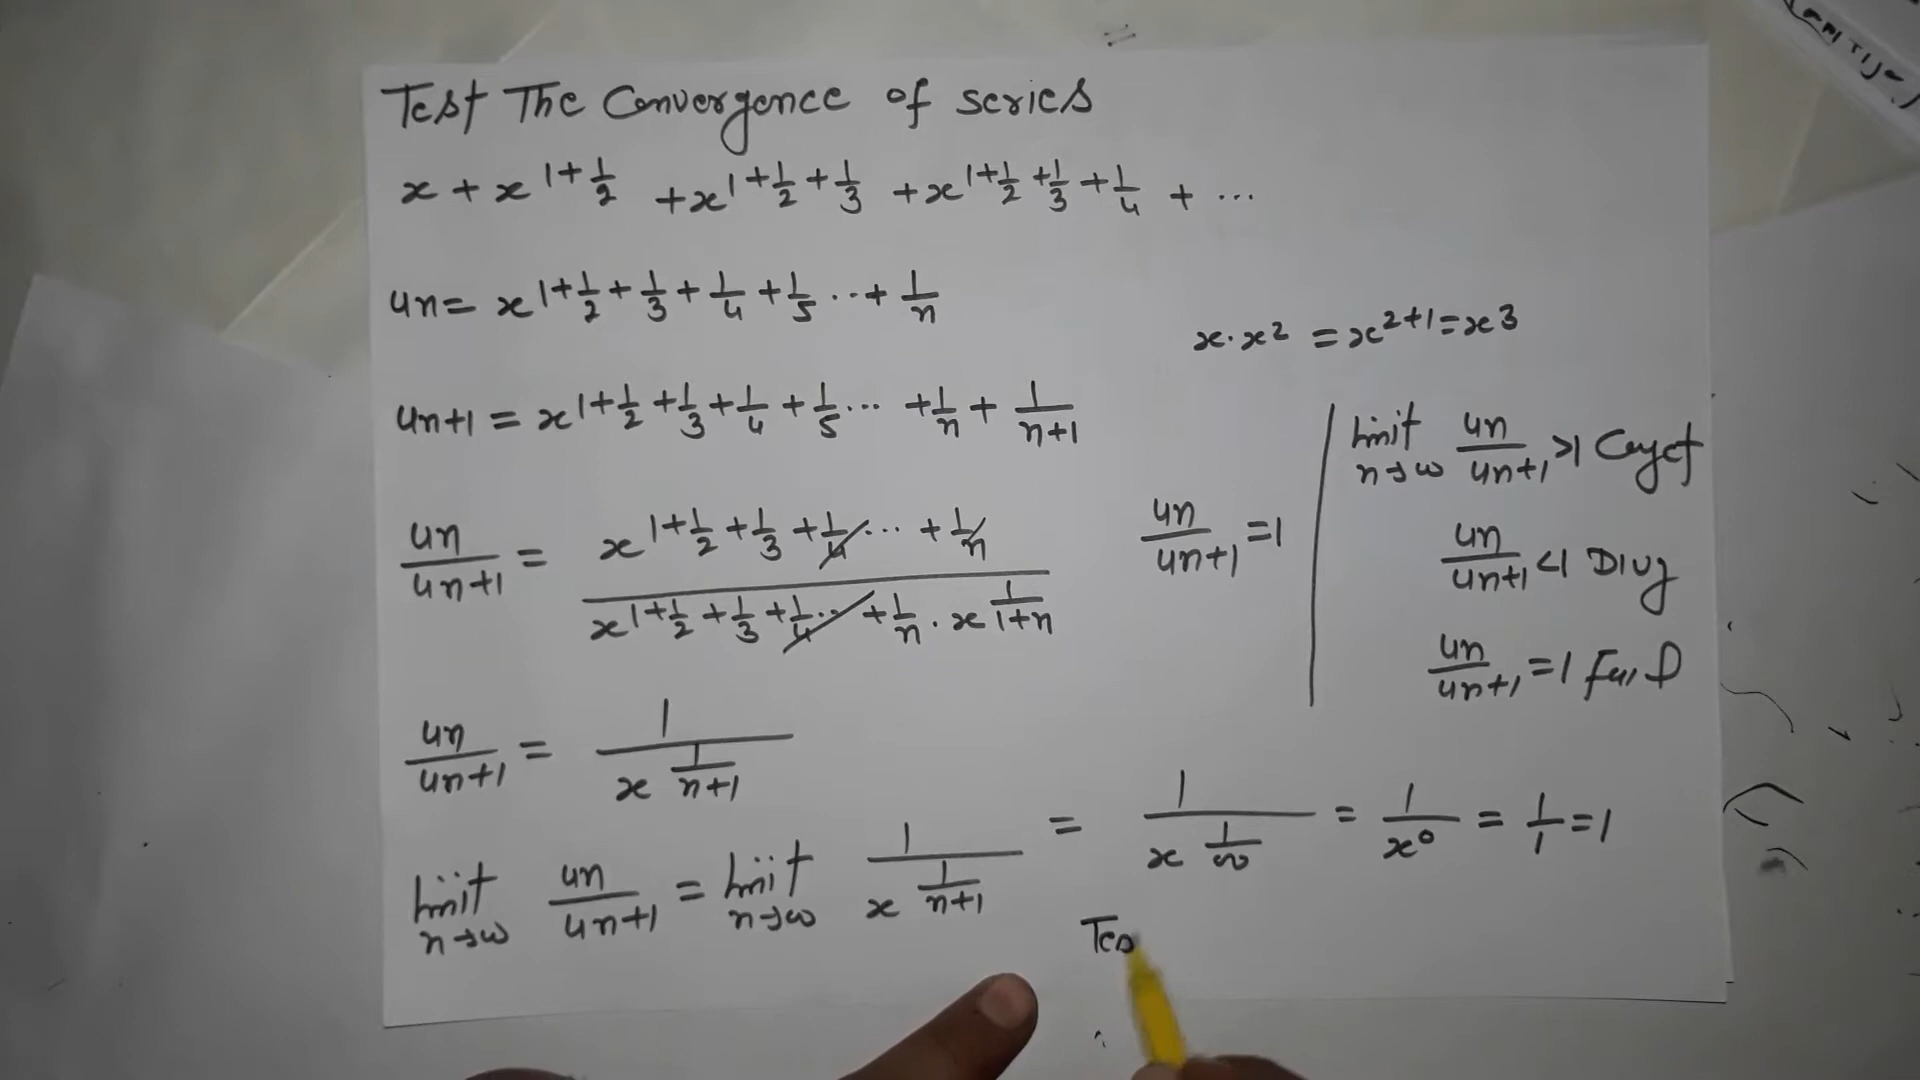 Test The Convergence of series
x + x^{1+1/2} + x^{1+1/2+1/3} + x^{1+1/2+1/3+1/4} + ...
un = x^{1+1/2+1/3+1/4+1/5..+1/n}
x.x^2 = x^{2+1} = x^3
un+1 = x^{1+1/2+1/3+1/4+1/5...+1/n+1/(n+1)}
limit n→∞ un/un+1 >1 Cngt
un/un+1 = x^{1+1/2+1/3+1/4...+1/n} / x^{1+1/2+1/3+1/4...+1/n} . x^{1/(1+n)}
un/un+1 =1
un/un+1 <1 Divg
un/un+1 =1 Fail
un/un+1 = 1/x^{1/(n+1)}
limit n→∞ un/un+1 = limit n→∞ 1/x^{1/(n+1)} = 1/x^{1/∞} = 1/x^0 = 1/1 = 1
Tes